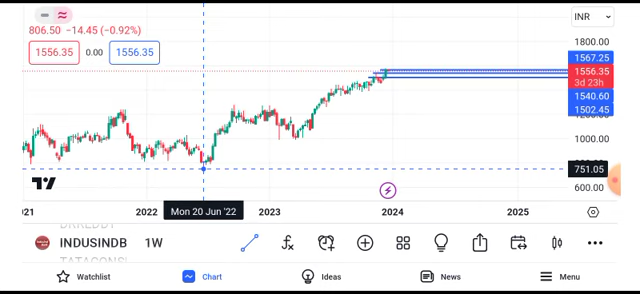 INR
806.50 −14.45 (−0.92%)
1556.35 0.00 1556.35
1800.00
1567.25
1556.35
3d 23h
1540.60
1502.45
1000.00
751.05
600.00
2022 Mon 20 Jun '22 2023 2024 2025
INDUSINDB 1W
Watchlist Chart Ideas News Menu